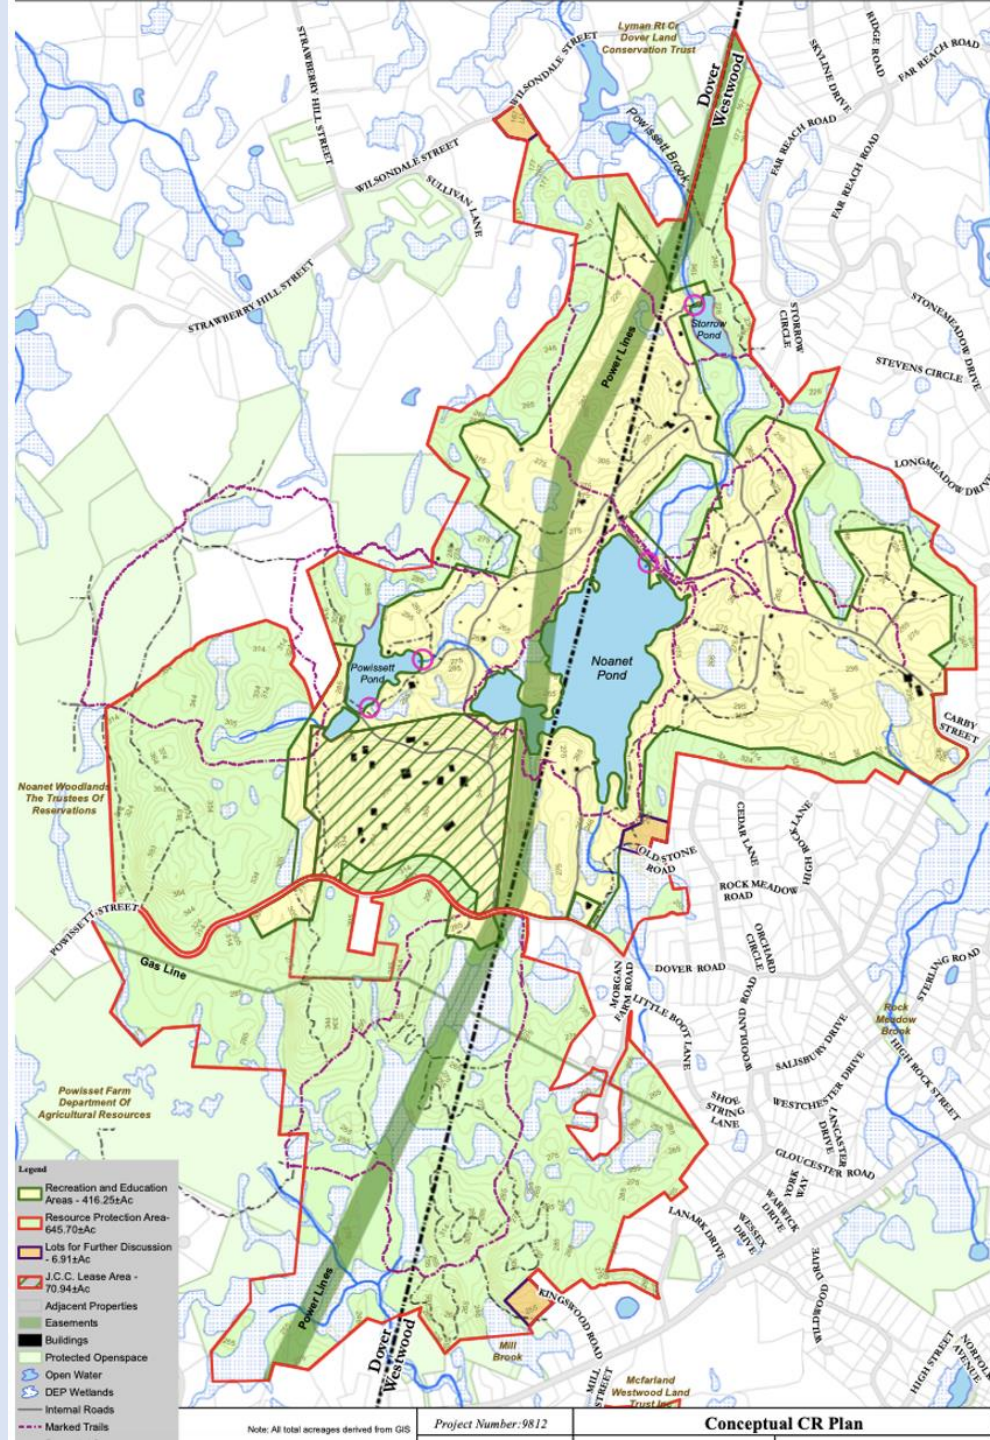 Lyman Rt Cr
Dover Land
Conservation Trust
STRAWBERRY HILL STREET
WILSONDALE STREET
Dover
Westwood
SKYLINE DRIVE
RIDGE ROAD
FAR REACH ROAD
Powissett Brook
FAR REACH ROAD
FAR REACH ROAD
WILSONDALE STREET
SULLIVAN LANE
STRAWBERRY HILL STREET
STORROW
CIRCLE
STONEMEADOW DRIVE
Storrow
Pond
STEVENS CIRCLE
Power Lines
LONGMEADOW DRIVE
Powissett
Pond
Noanet
Pond
CARBY
STREET
Noanet Woodlands
The Trustees Of
Reservations
CEDAR LANE
HIGH ROCK LANE
OLD STONE
ROAD
ROCK MEADOW
ROAD
POWISSETT STREET
Gas Line
ORCHARD
CIRCLE
DOVER ROAD
MORGAN
FARM ROAD
STERLING ROAD
LITTLE BOOT LANE
WOODLAND ROAD
Rock
Meadow
Brook
SALISBURY DRIVE
HIGH ROCK STREET
WESTCHESTER DRIVE
Powisset Farm
Department Of
Agricultural Resources
SHOE
STRING
LANE
LANCASTER
DRIVE
GLOUCESTER ROAD
YORK
WAY
WARWICK
DRIVE
WESSEX
DRIVE
LANARK DRIVE
WILDWOOD DRIVE
Power Lines
Dover
Westwood
KINGSWOOD ROAD
Mill
Brook
MILL
STREET
HIGH STREET
NORFOLK
AVENUE
Mcfarland
Westwood Land
Trust Inc
Legend
Recreation and Education
Areas - 416.25±Ac
Resource Protection Area-
645.70±Ac
Lots for Further Discussion
- 6.91±Ac
J.C.C. Lease Area -
70.94±Ac
Adjacent Properties
Easements
Buildings
Protected Openspace
Open Water
DEP Wetlands
Internal Roads
Marked Trails
Note: All total acreages derived from GIS
Project Number:9812
Conceptual CR Plan